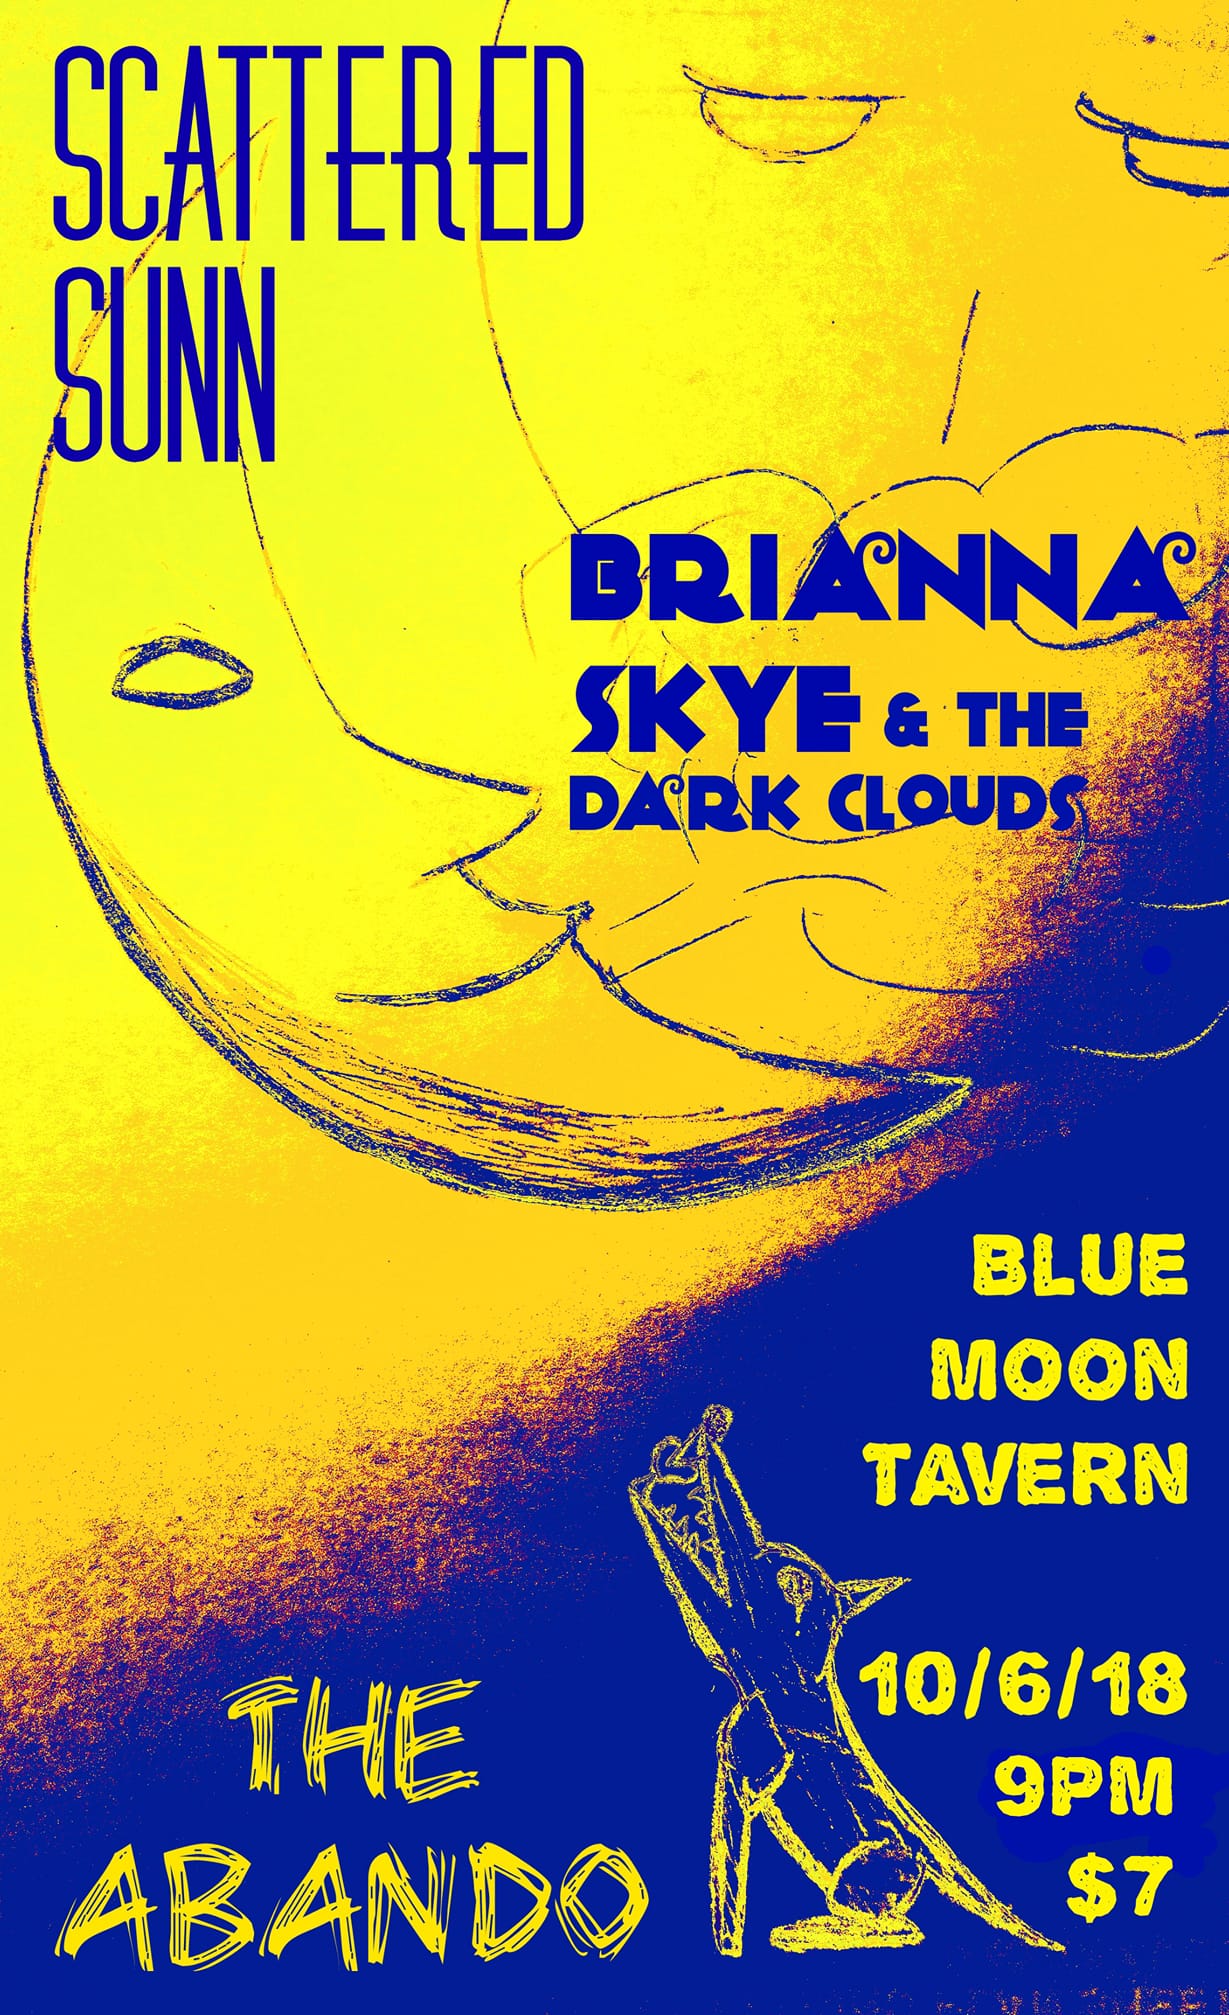 SCATTERED
SUNN
BRIANNA
SKYE & THE
DARK CLOUDS
BLUE
MOON
TAVERN
10/6/18
9PM
$7
THE
ABANDO